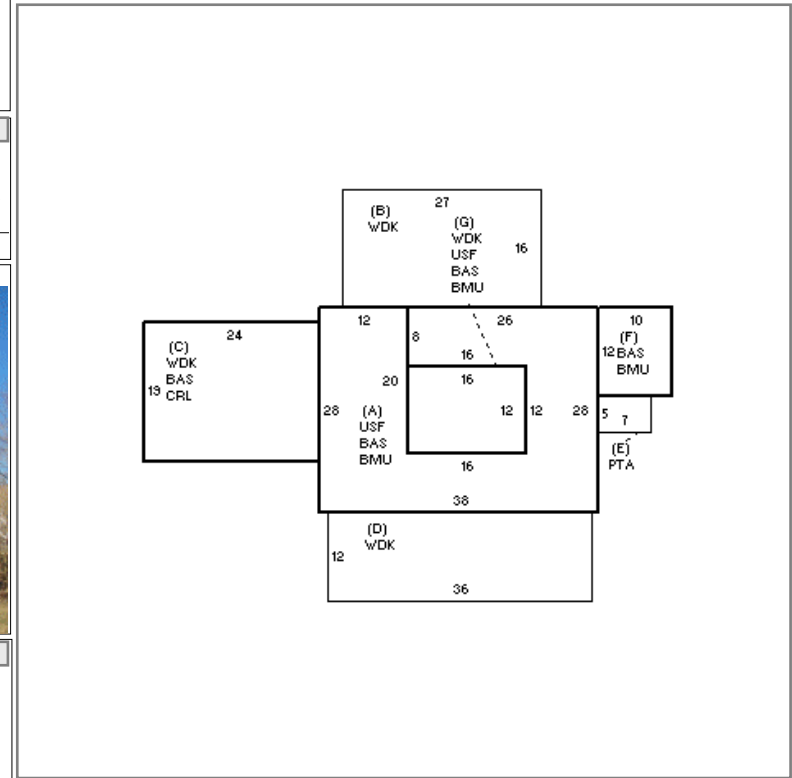 27
(B)
WDK
(G)
WDK
USF
BAS
BMU
16
24
(C)
WDK
BAS
CRL
19
12
26
8
16
10
(F)
12 BAS
BMU
16
20
28
(A)
USF
BAS
BMU
12
12
28
5
7
(E)
PTA
16
38
(D)
WDK
12
36